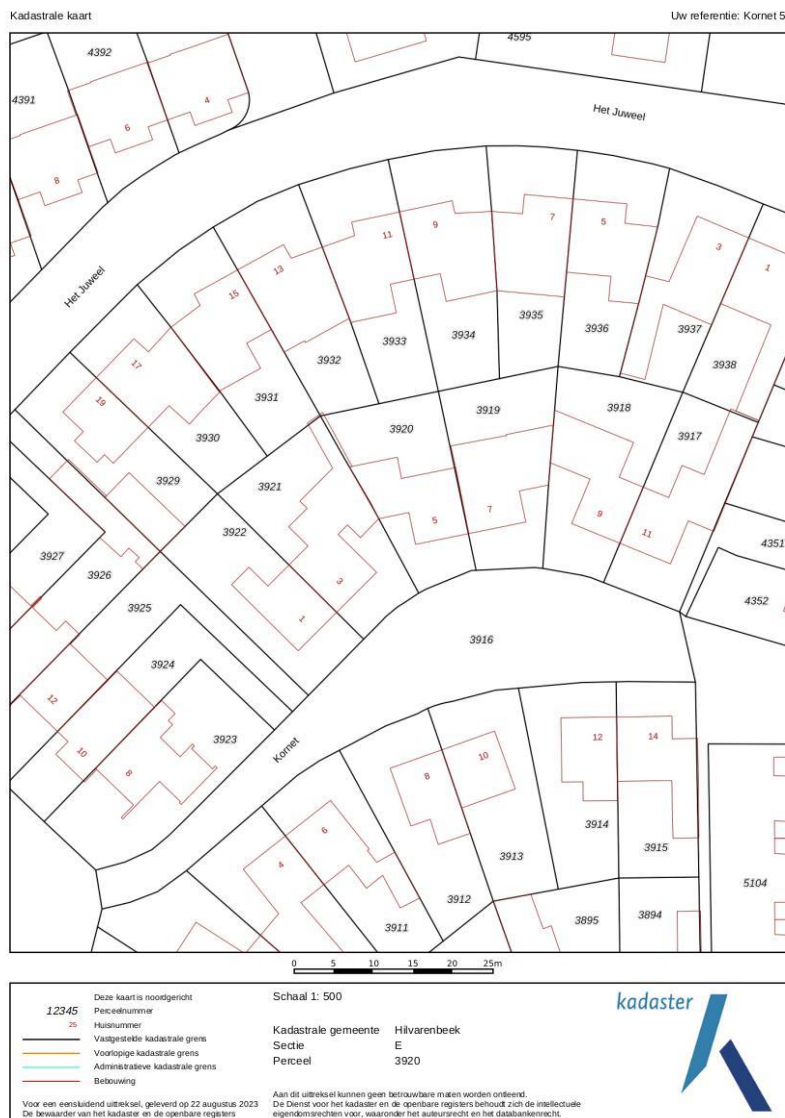 Kadastrale kaart
Uw referentie: Kornet 5
4392
4595
4391
4
6
8
Het Juweel
Het Juweel
7
5
9
11
3
1
13
15
17
19
3935
3936
3937
3934
3933
3932
3938
3931
3930
3929
3920
3919
3918
3917
3921
3922
5
7
9
11
3
1
4351
4352
3927
3926
3925
3924
3923
3916
12
10
8
Kornet
12
14
10
8
6
4
3914
3915
3913
3912
3911
3895
3894
5104
0 5 10 15 20 25m
Deze kaart is noordgericht
12345 Perceelnummer
25 Huisnummer
Vastgestelde kadastrale grens
Voorlopige kadastrale grens
Administratieve kadastrale grens
Bebouwing
Voor een eensluidend uittreksel, geleverd op 22 augustus 2023
De bewaarder van het kadaster en de openbare registers
Schaal 1: 500
Kadastrale gemeente Hilvarenbeek
Sectie E
Perceel 3920
Aan dit uittreksel kunnen geen betrouwbare maten worden ontleend.
De Dienst voor het kadaster en de openbare registers behoudt zich de intellectuele
eigendomsrechten voor, waaronder het auteursrecht en het databankenrecht.
kadaster